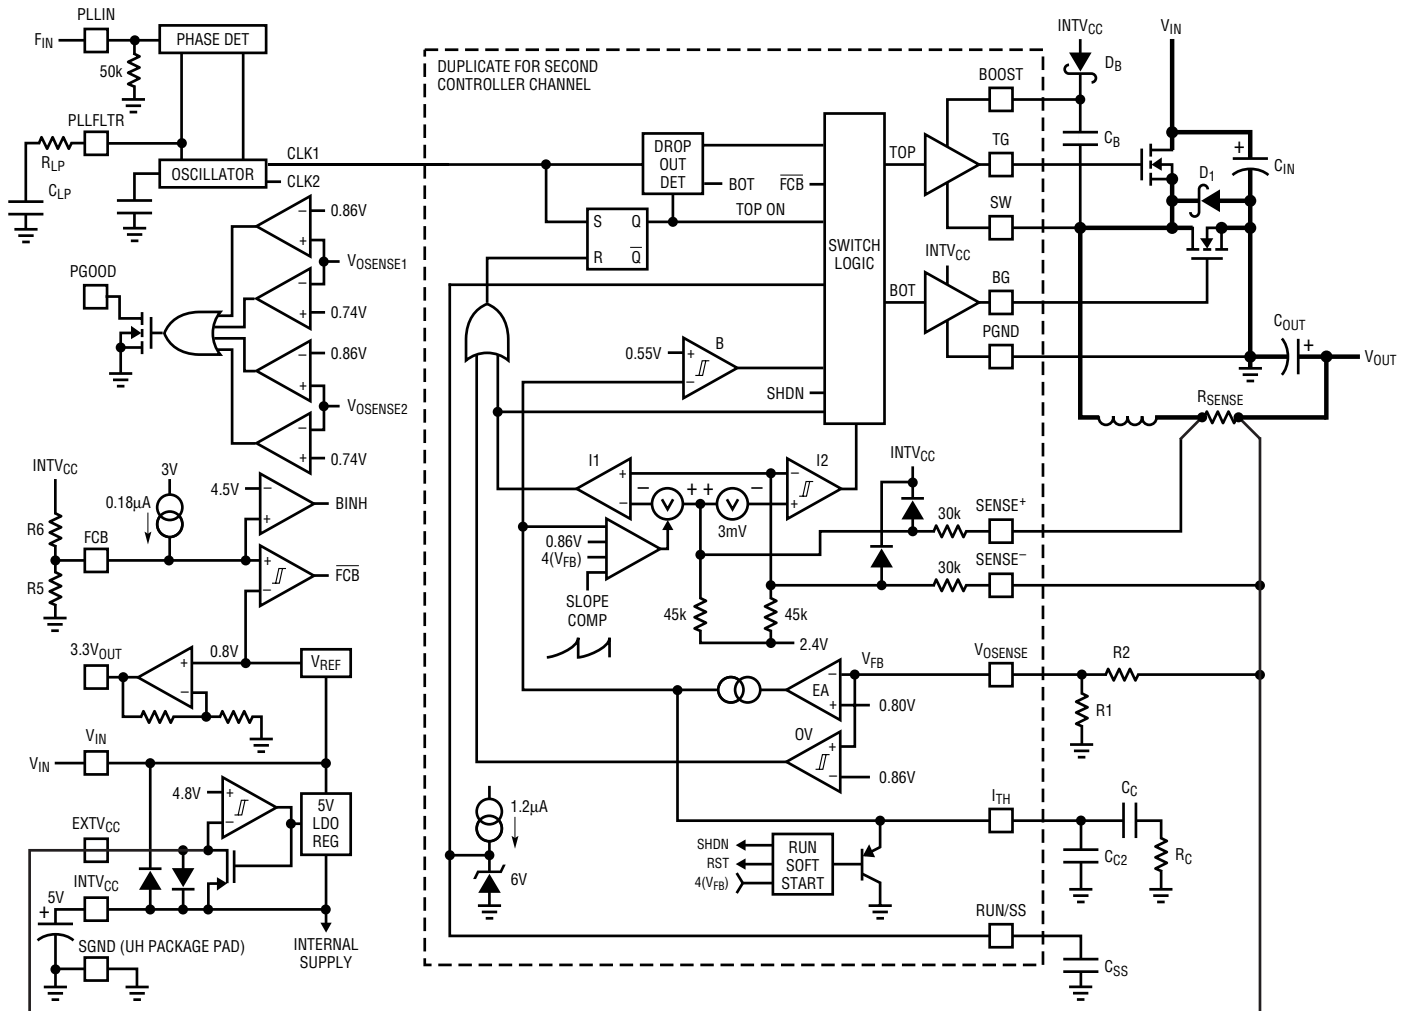 PLLIN
F_IN
PHASE DET
50k
PLLFLTR
R_LP
C_LP
OSCILLATOR
CLK1
CLK2
−
0.86V
+
V_OSENSE1
−
+
0.74V
PGOOD
−
0.86V
+
V_OSENSE2
−
+
0.74V
INTV_CC
R6
R5
FCB
3V
0.18µA
4.5V
−
+
BINH
+
−
F̅C̅B̅
3.3V_OUT
0.8V
+
−
V_REF
V_IN
V_IN
4.8V
+
−
5V
LDO
REG
EXTV_CC
INTV_CC
5V
+
SGND (UH PACKAGE PAD)
INTERNAL
SUPPLY
DUPLICATE FOR SECOND
CONTROLLER CHANNEL
DROP
OUT
DET
BOT
F̅C̅B̅
TOP ON
S
Q
R
Q̅
SWITCH
LOGIC
0.55V
+
−
B
SHDN
TOP
BOT
INTV_CC
BOOST
TG
SW
BG
PGND
INTV_CC
D_B
C_B
V_IN
+
C_IN
D_1
C_OUT
+
V_OUT
R_SENSE
I1
+
−
−
+
+
−
3mV
I2
−
+
0.86V
4(V_FB)
SLOPE
COMP
45k
45k
2.4V
INTV_CC
30k
SENSE+
30k
SENSE−
V_FB
EA
−
+
0.80V
V_OSENSE
R2
R1
OV
+
−
0.86V
1.2µA
6V
SHDN
RST
4(V_FB)
RUN
SOFT
START
I_TH
C_C
C_C2
R_C
RUN/SS
C_SS